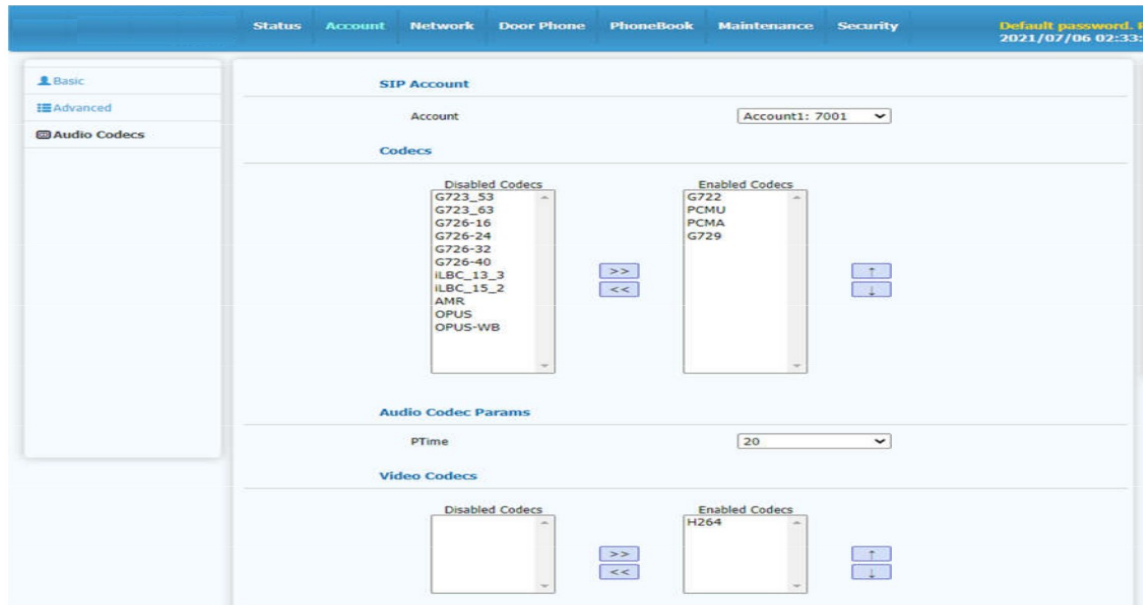 Status Account Network Door Phone PhoneBook Maintenance Security
Default password.
2021/07/06 02:33:
Basic
Advanced
Audio Codecs
SIP Account
Account
Account1: 7001
Codecs
Disabled Codecs
G723_53
G723_63
G726-16
G726-24
G726-32
G726-40
iLBC_13_3
iLBC_15_2
AMR
OPUS
OPUS-WB
>>
<<
Enabled Codecs
G722
PCMU
PCMA
G729
↑
↓
Audio Codec Params
PTime
20
Video Codecs
Disabled Codecs
>>
<<
Enabled Codecs
H264
↑
↓